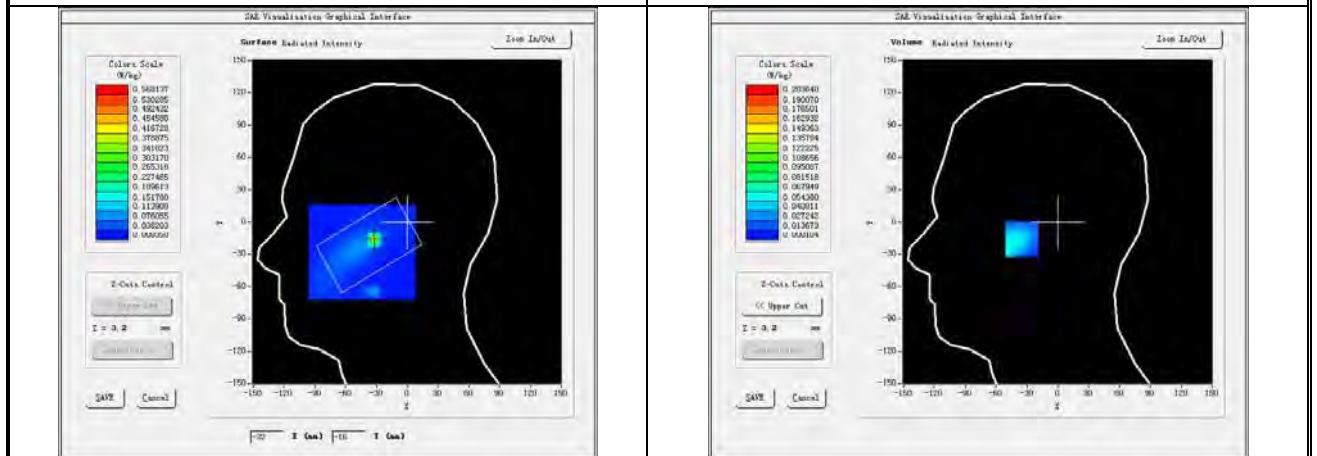 SAR Visualisation Graphical Interface
Surface Radiated Intensity
Zoom In/Out
Colors Scale
(W/kg)
0.568137
0.530285
0.492432
0.454580
0.416728
0.378875
0.341023
0.303170
0.265318
0.227465
0.189613
0.151760
0.113908
0.076055
0.038203
0.000350
Z-Cuts Control
Z = 3.2 mm
SAVE
Cancel
150
120
90
60
30
0
-30
-60
-90
-120
-150
-150 -120 -90 -60 -30 0 30 60 90 120 150
X
-32 X (mm) -16 Y (mm)
SAR Visualisation Graphical Interface
Volume Radiated Intensity
Zoom In/Out
Colors Scale
(W/kg)
0.203640
0.190070
0.176501
0.162932
0.149363
0.135794
0.122225
0.108656
0.095087
0.081518
0.067949
0.054380
0.040811
0.027242
0.013673
0.000104
Z-Cuts Control
<< Upper Cut
Z = 3.2 mm
SAVE
Cancel
150
120
90
60
30
0
-30
-60
-90
-120
-150
-150 -120 -90 -60 -30 0 30 60 90 120 150
X